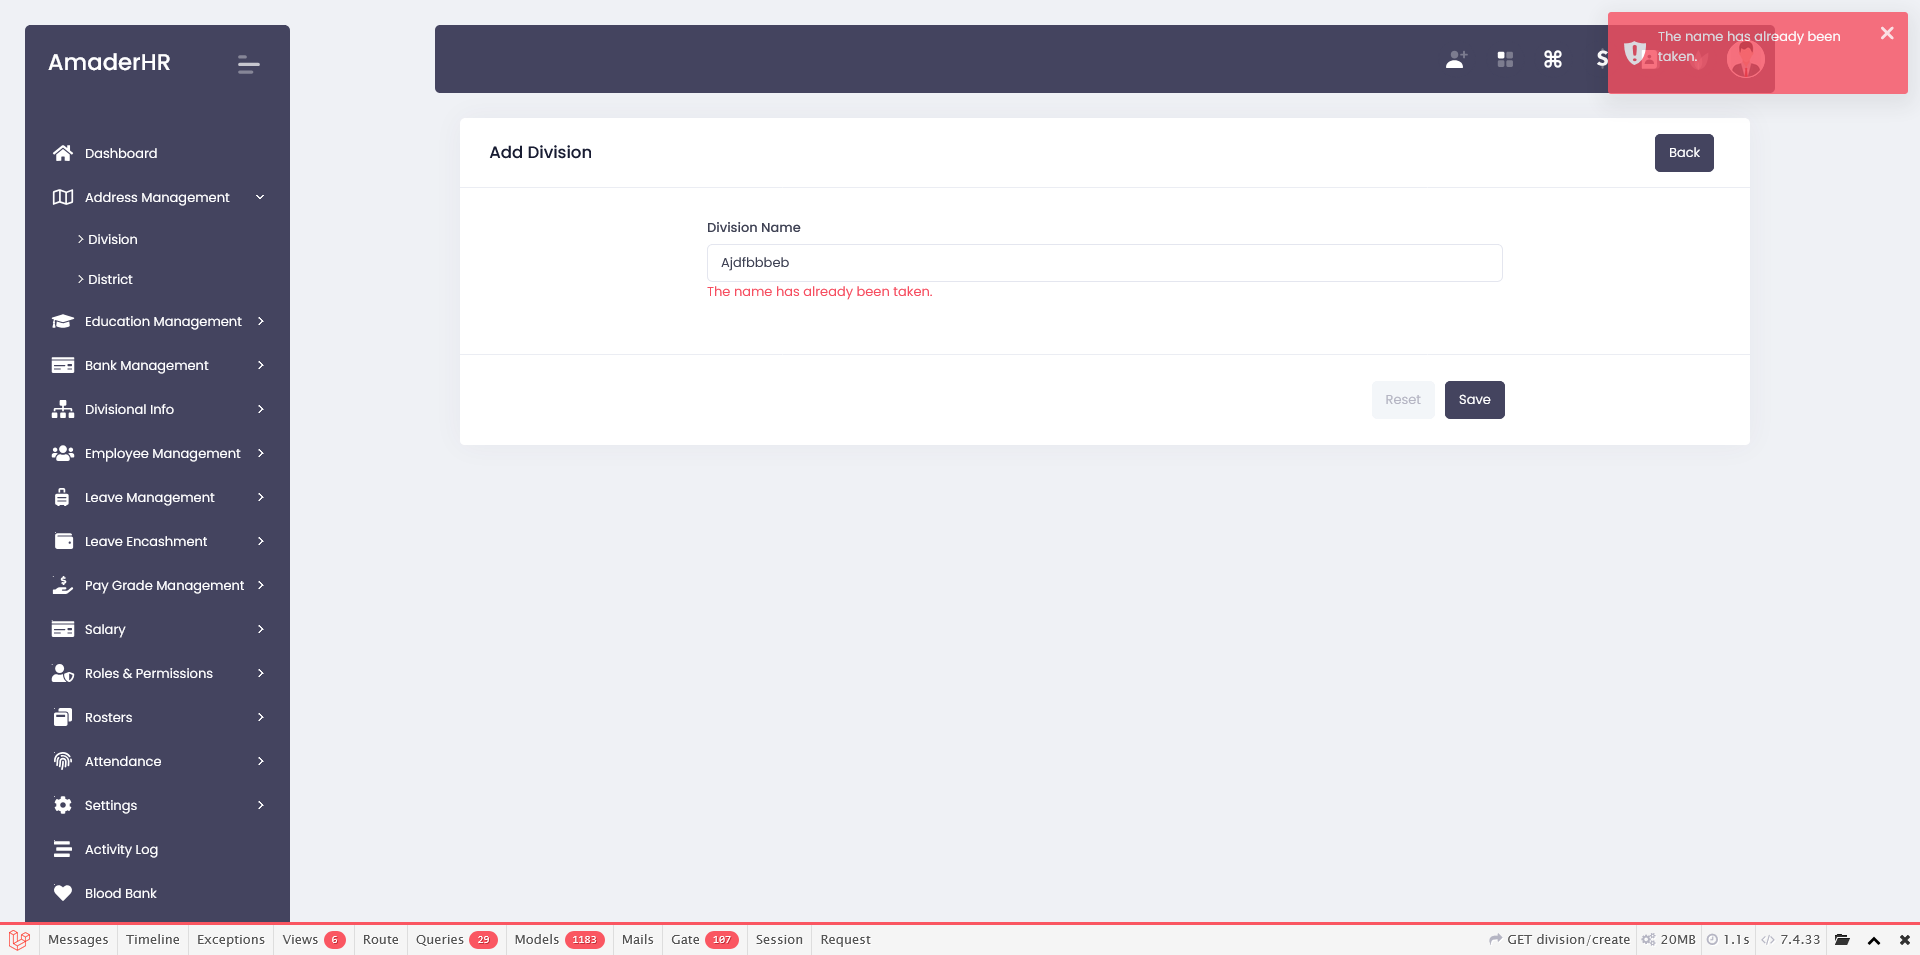 AmaderHR
The name has already been
taken.
Add Division
Back
Division Name
Ajdfbbbeb
The name has already been taken.
Reset
Save
Dashboard
Address Management
Division
District
Education Management
Bank Management
Divisional Info
Employee Management
Leave Management
Leave Encashment
Pay Grade Management
Salary
Roles & Permissions
Rosters
Attendance
Settings
Activity Log
Blood Bank
Messages Timeline Exceptions Views 6 Route Queries 29 Models 1183 Mails Gate 107 Session Request GET division/create 20MB 1.1s 7.4.33